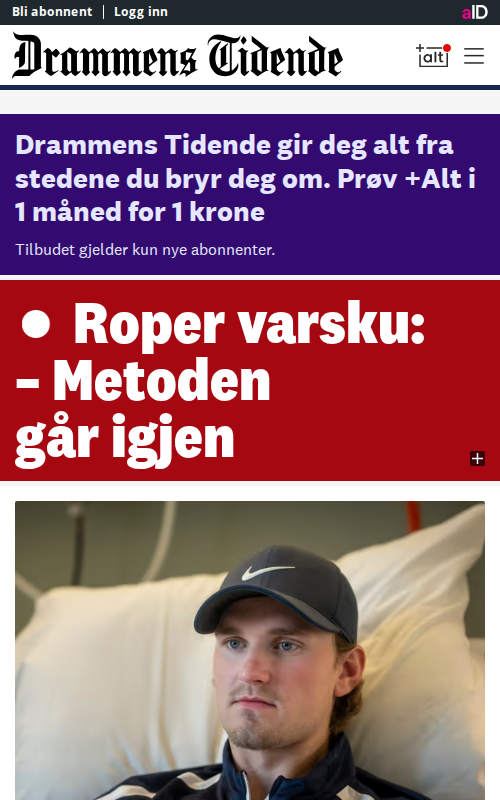 Bli abonnent
Logg inn
aID
Drammens Tidende
+alt
Drammens Tidende gir deg alt fra
stedene du bryr deg om. Prøv +Alt i
1 måned for 1 krone
Tilbudet gjelder kun nye abonnenter.
● Roper varsku:
– Metoden
går igjen
+